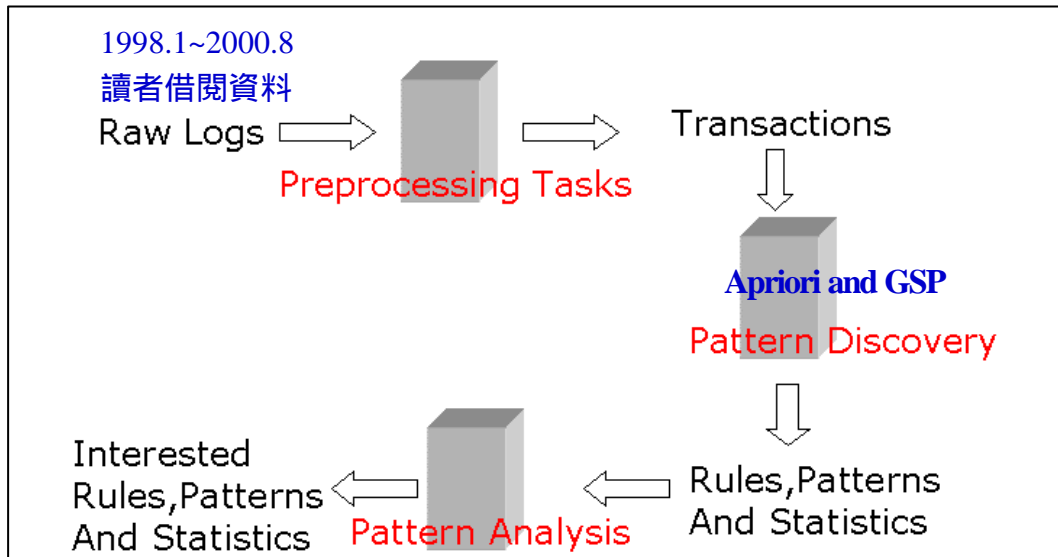 1998.1~2000.8
讀者借閱資料
Raw Logs
Preprocessing Tasks
Transactions
Apriori and GSP
Pattern Discovery
Rules,Patterns
And Statistics
Pattern Analysis
Interested
Rules,Patterns
And Statistics